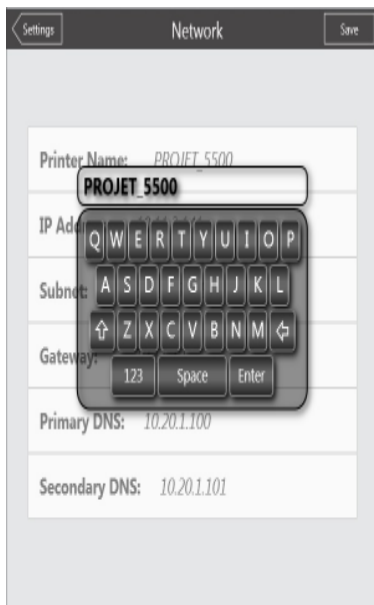 Settings
Network
Save
Printer Name: PROJET_5500
PROJET_5500
IP Add
Q W E R T Y U I O P
Subnet:
A S D F G H J K L
Z X C V B N M
Gateway:
123 Space Enter
Primary DNS: 10.20.1.100
Secondary DNS: 10.20.1.101